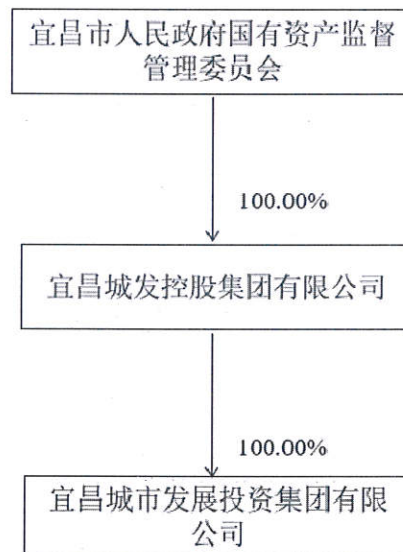 宜昌市人民政府国有资产监督
管理委员会
100.00%
宜昌城发控股集团有限公司
100.00%
宜昌城市发展投资集团有限
公司